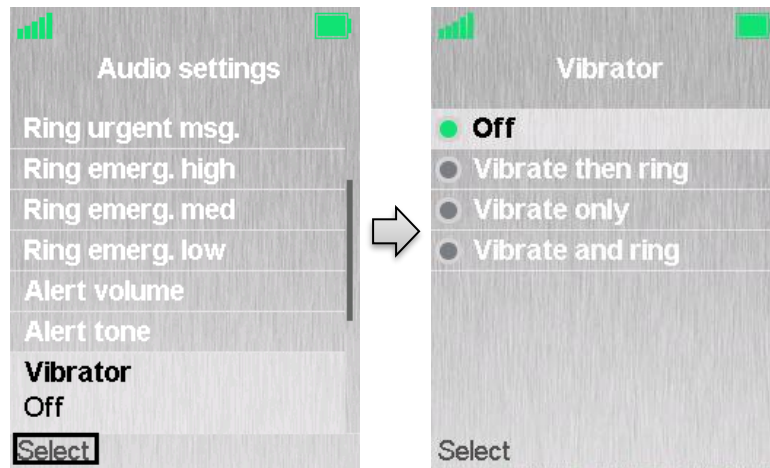 Audio settings
Ring urgent msg.
Ring emerg. high
Ring emerg. med
Ring emerg. low
Alert volume
Alert tone
Vibrator
Off
Select
Vibrator
Off
Vibrate then ring
Vibrate only
Vibrate and ring
Select